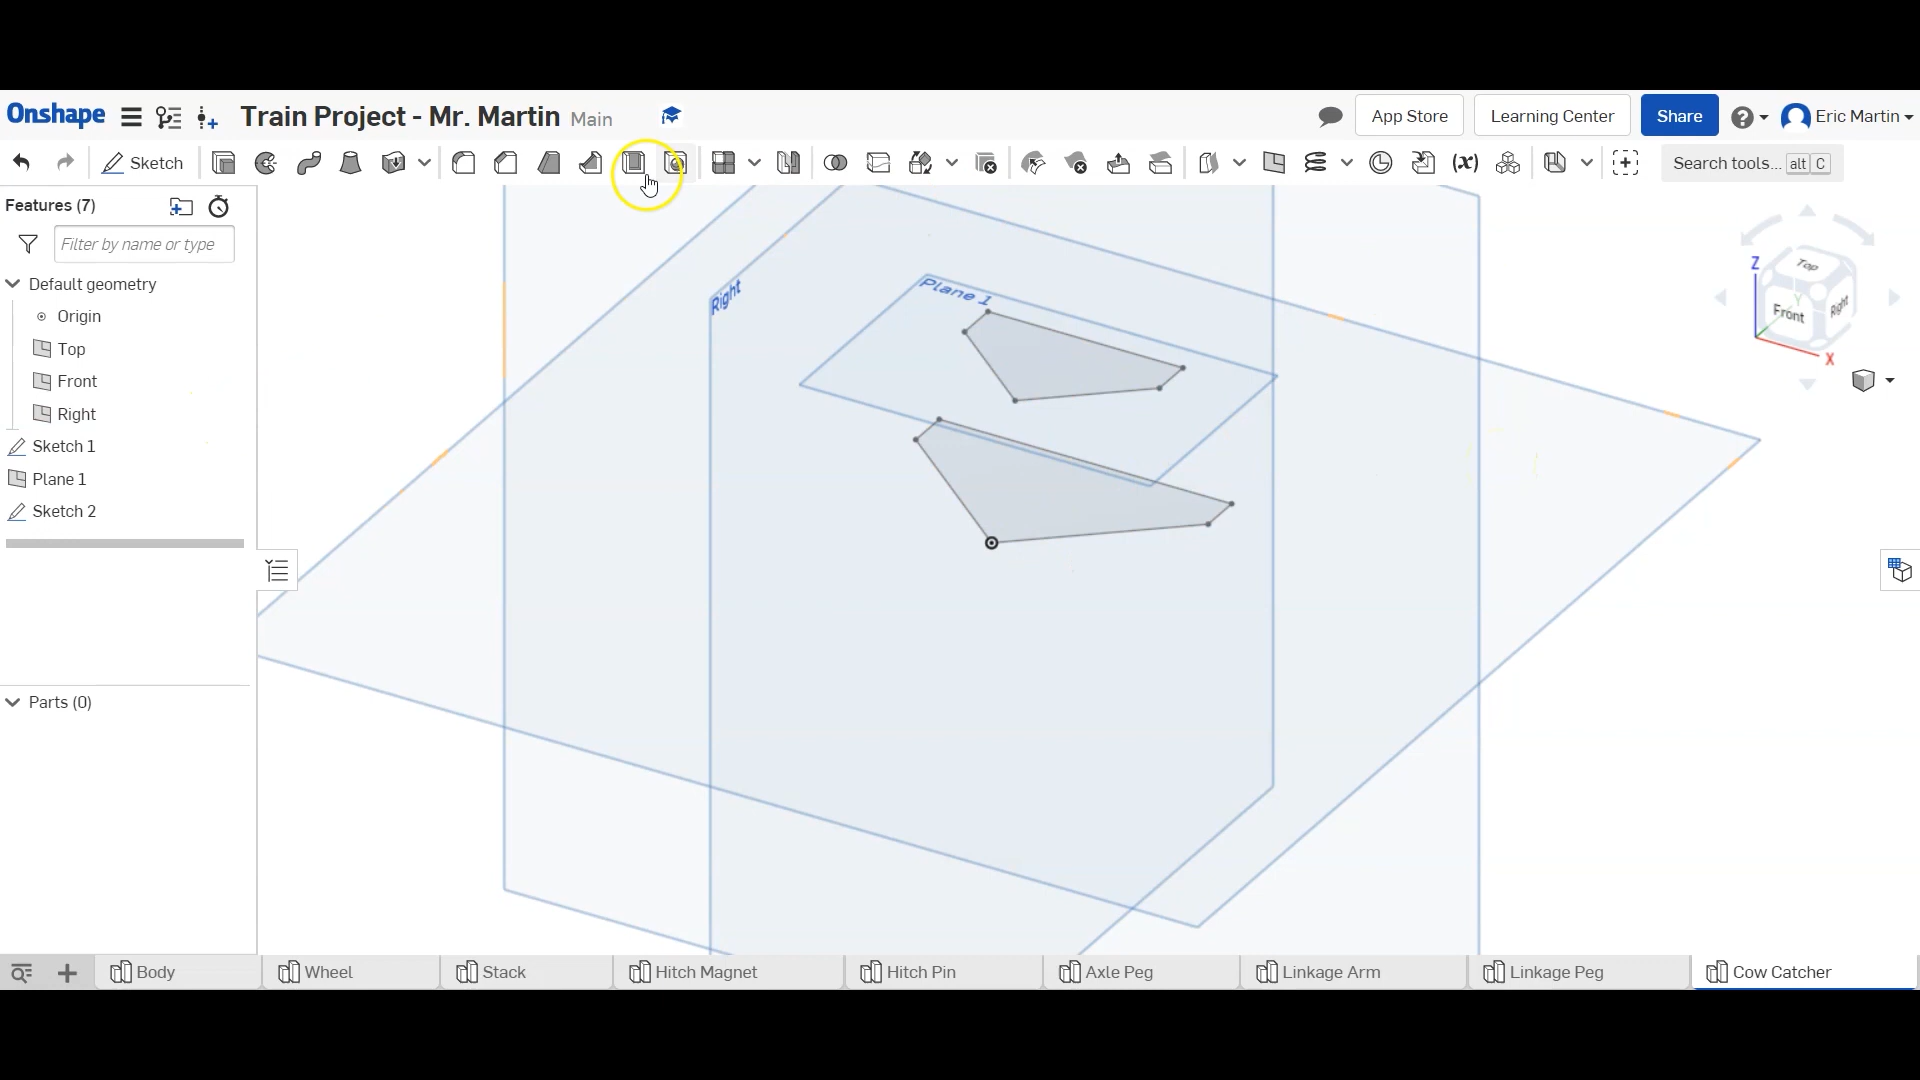 Onshape Train Project - Mr. Martin Main App Store Learning Center Share Eric Martin
Sketch (x) Search tools... alt C
Features (7)
Filter by name or type
Default geometry
Origin
Top
Front
Right
Sketch 1
Plane 1
Sketch 2
Parts (0)
Right
Plane 1
Z
Top
Front
Y
Right
X
Body Wheel Stack Hitch Magnet Hitch Pin Axle Peg Linkage Arm Linkage Peg Cow Catcher